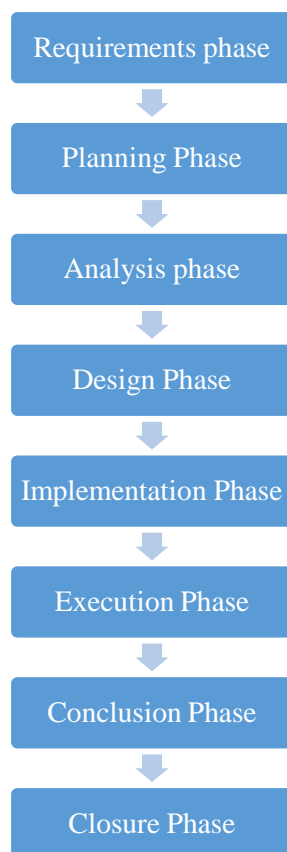 Requirements phase
Planning Phase
Analysis phase
Design Phase
Implementation Phase
Execution Phase
Conclusion Phase
Closure Phase